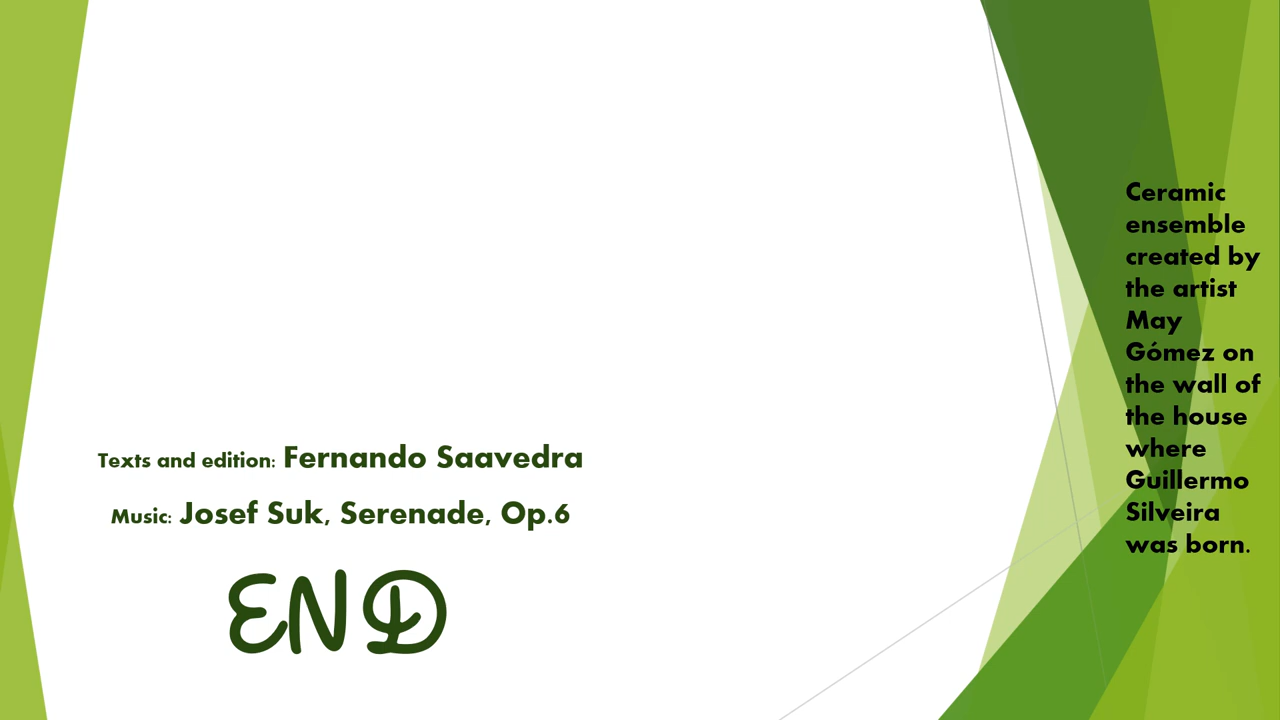 Texts and edition: Fernando Saavedra
Music: Josef Suk, Serenade, Op.6
END
Ceramic
ensemble
created by
the artist
May
Gómez on
the wall of
the house
where
Guillermo
Silveira
was born.